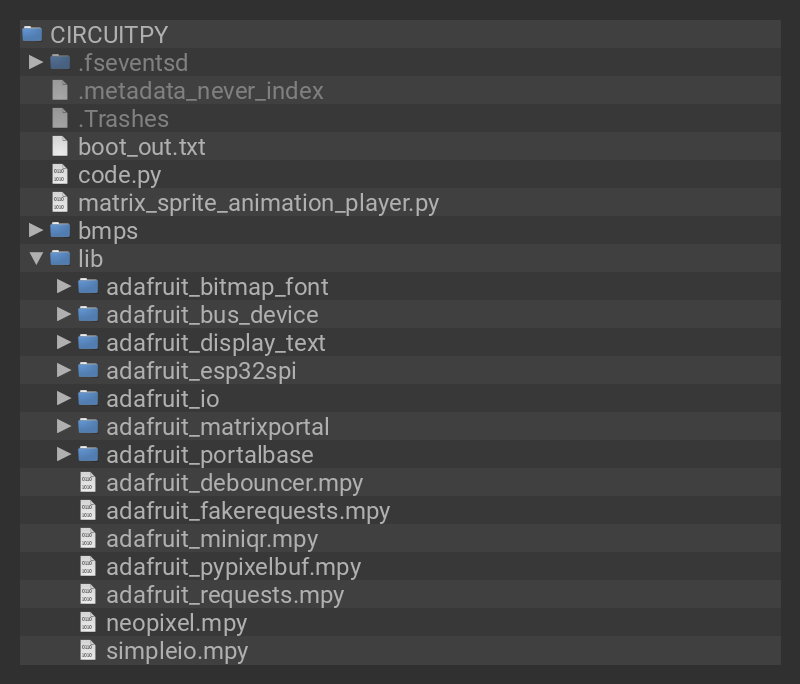 CIRCUITPY
.fseventsd
.metadata_never_index
.Trashes
boot_out.txt
code.py
matrix_sprite_animation_player.py
bmps
lib
adafruit_bitmap_font
adafruit_bus_device
adafruit_display_text
adafruit_esp32spi
adafruit_io
adafruit_matrixportal
adafruit_portalbase
adafruit_debouncer.mpy
adafruit_fakerequests.mpy
adafruit_miniqr.mpy
adafruit_pypixelbuf.mpy
adafruit_requests.mpy
neopixel.mpy
simpleio.mpy